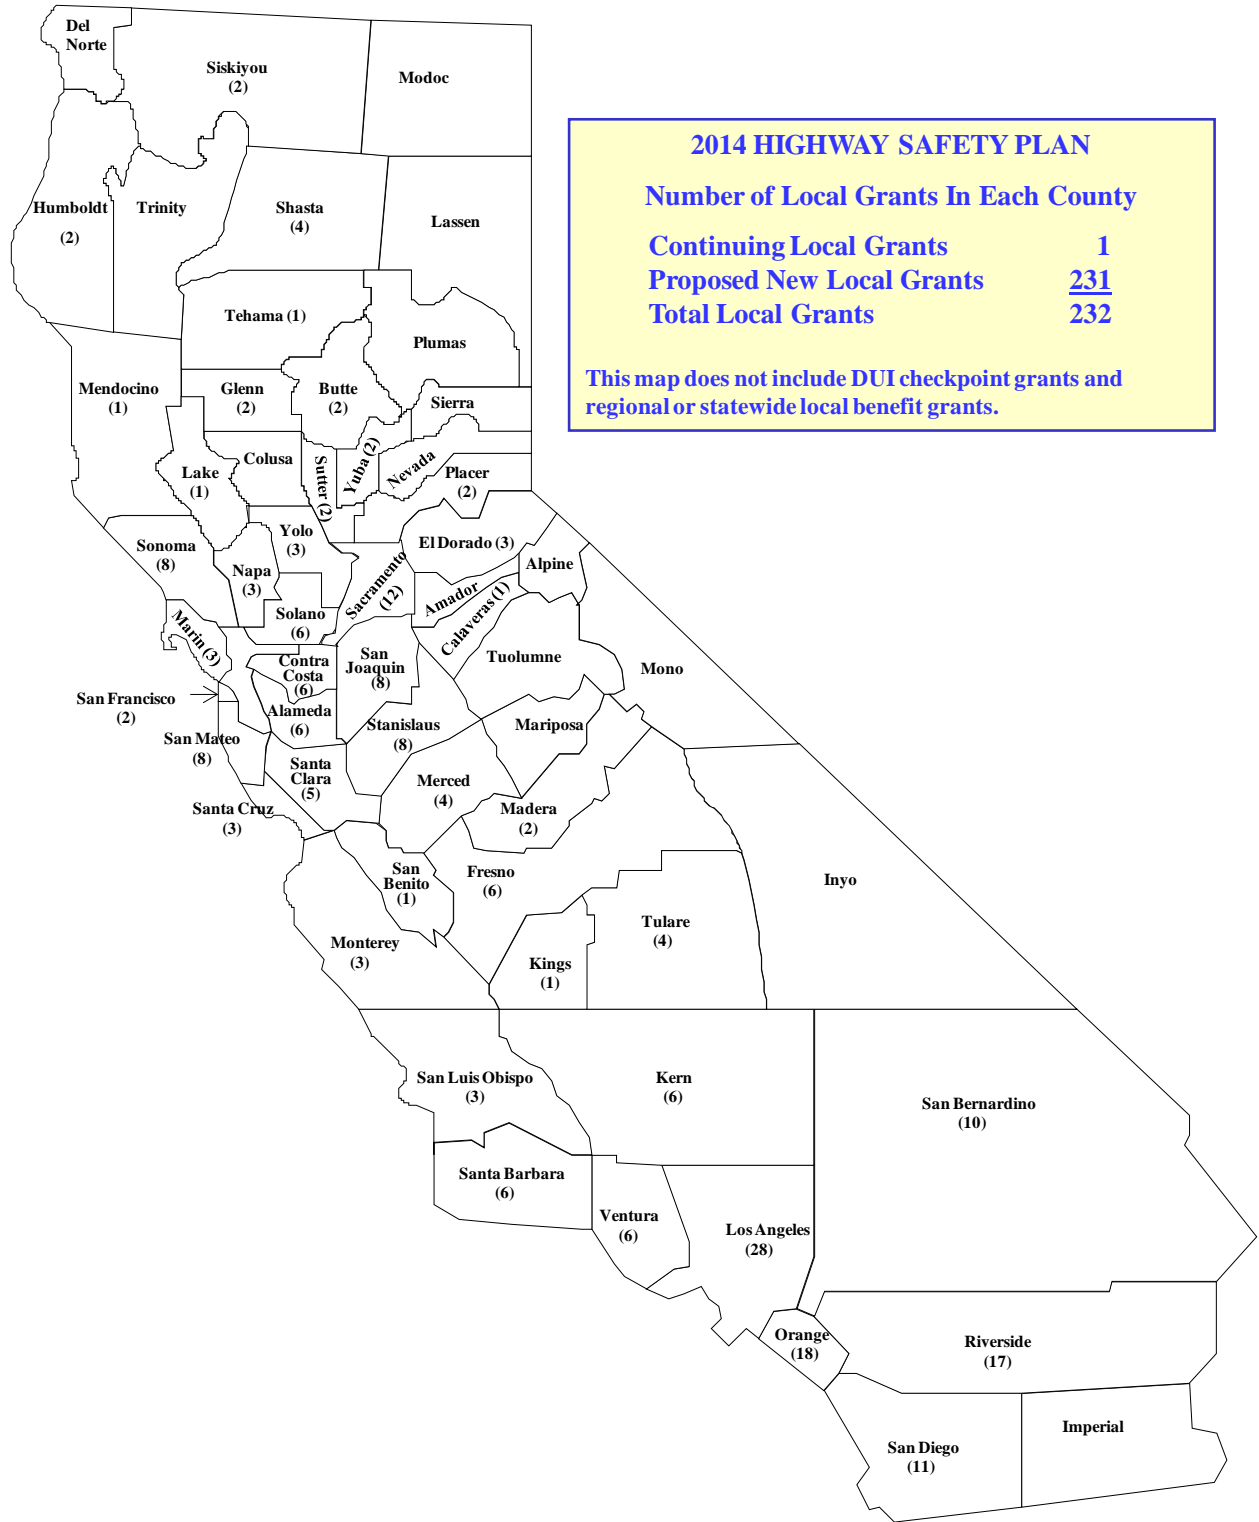 Del
Norte
Siskiyou
(2)
Modoc
2014 HIGHWAY SAFETY PLAN
Number of Local Grants In Each County
Continuing Local Grants 1
Proposed New Local Grants 231
Total Local Grants 232
This map does not include DUI checkpoint grants and
regional or statewide local benefit grants.
Humboldt
(2)
Trinity
Shasta
(4)
Lassen
Tehama (1)
Plumas
Mendocino
(1)
Glenn
(2)
Butte
(2)
Sierra
Colusa
Sutter (2)
Yuba (2)
Nevada
Lake
(1)
Placer
(2)
Sonoma
(8)
Yolo
(3)
El Dorado (3)
Napa
(3)
Sacramento
(12)
Alpine
Amador
Solano
(6)
Calaveras (1)
Marin (3)
Contra
Costa
(6)
San
Joaquin
(8)
Tuolumne
Mono
San Francisco
(2)
Alameda
(6)
Stanislaus
(8)
Mariposa
San Mateo
(8)
Santa
Clara
(5)
Merced
(4)
Santa Cruz
(3)
Madera
(2)
San
Benito
(1)
Fresno
(6)
Inyo
Monterey
(3)
Tulare
(4)
Kings
(1)
San Luis Obispo
(3)
Kern
(6)
San Bernardino
(10)
Santa Barbara
(6)
Ventura
(6)
Los Angeles
(28)
Orange
(18)
Riverside
(17)
Imperial
San Diego
(11)